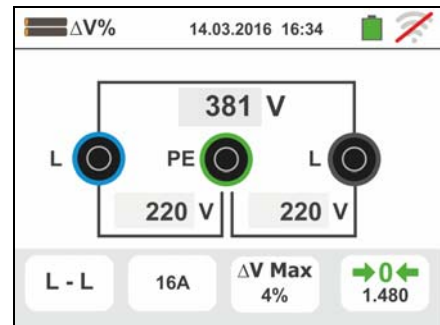 ΔV% 14.03.2016 16:34
381 V
L PE L
220 V 220 V
L - L 16A ΔV Max 4% 0 1.480